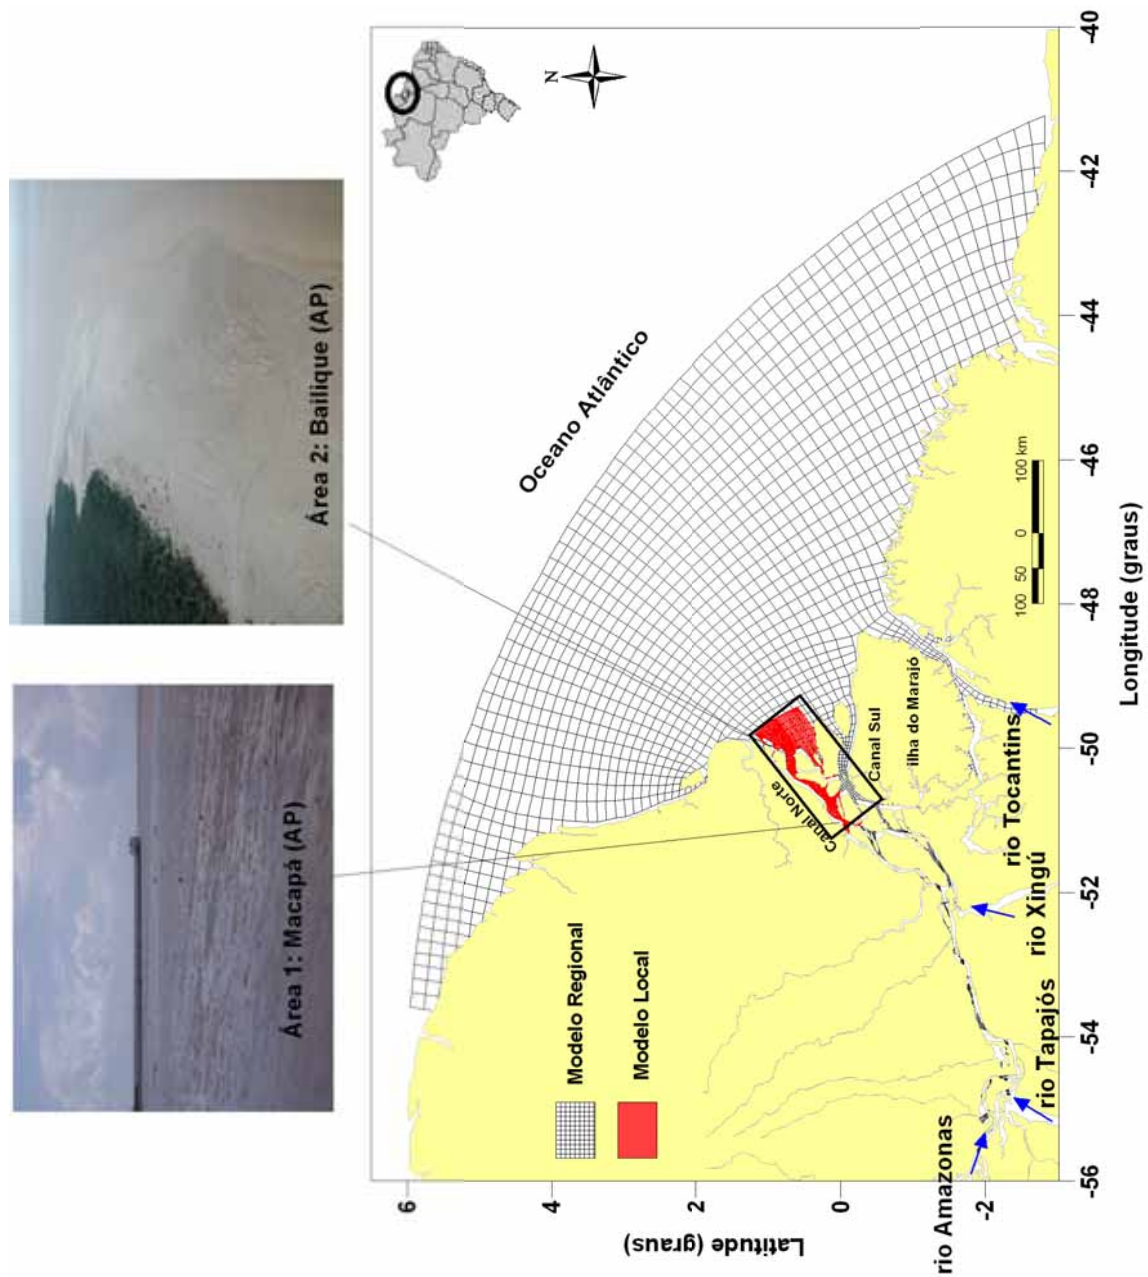 Área 1: Macapá (AP)
Área 2: Bailique (AP)
N
Oceano Atlântico
Modelo Regional
Modelo Local
Canal Norte
Canal Sul
ilha do Marajó
rio Amazonas
rio Tapajós
rio Xingú
rio Tocantins
100 50 0 100 km
6
4
2
0
-2
Latitude (graus)
-56 -54 -52 -50 -48 -46 -44 -42 -40
Longitude (graus)